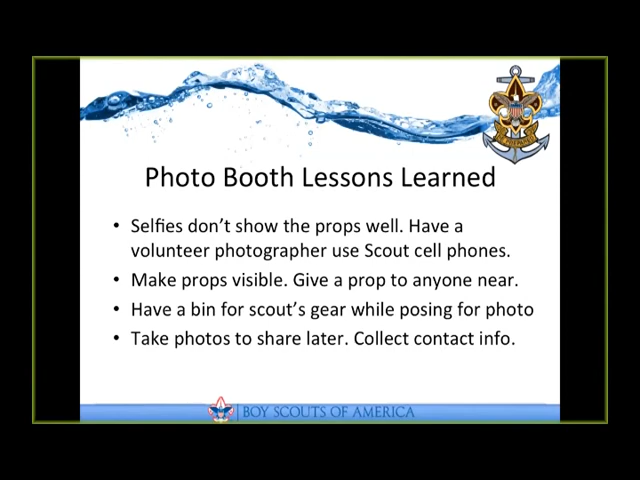 Photo Booth Lessons Learned
• Selfies don't show the props well. Have a
volunteer photographer use Scout cell phones.
• Make props visible. Give a prop to anyone near.
• Have a bin for scout's gear while posing for photo
• Take photos to share later. Collect contact info.
BOY SCOUTS OF AMERICA